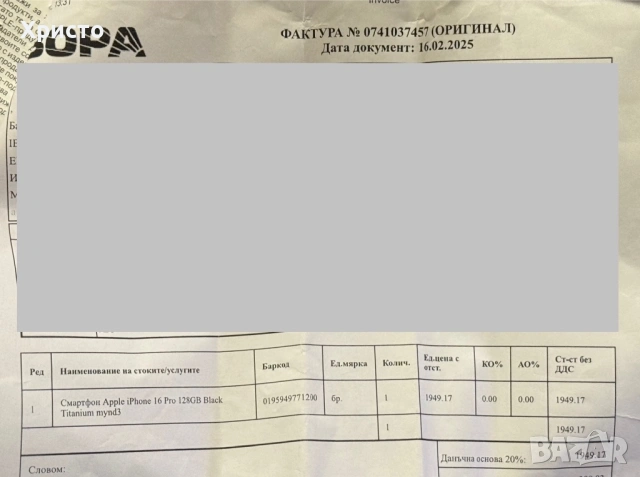 Христо
ЗОРА
Invoice
ФАКТУРА № 0741037457 (ОРИГИНАЛ)
Дата документ: 16.02.2025
Ред Наименование на стоките/услугите Баркод Ед.мярка Колич. Ед.цена с отст. КО% АО% Ст-ст без ДДС
1 Смартфон Apple iPhone 16 Pro 128GB Black Titanium mynd3 0195949771200 бр. 1 1949.17 0.00 0.00 1949.17
1 1949.17
Данъчна основа 20%: 1949.17
Словом:
BAZAR